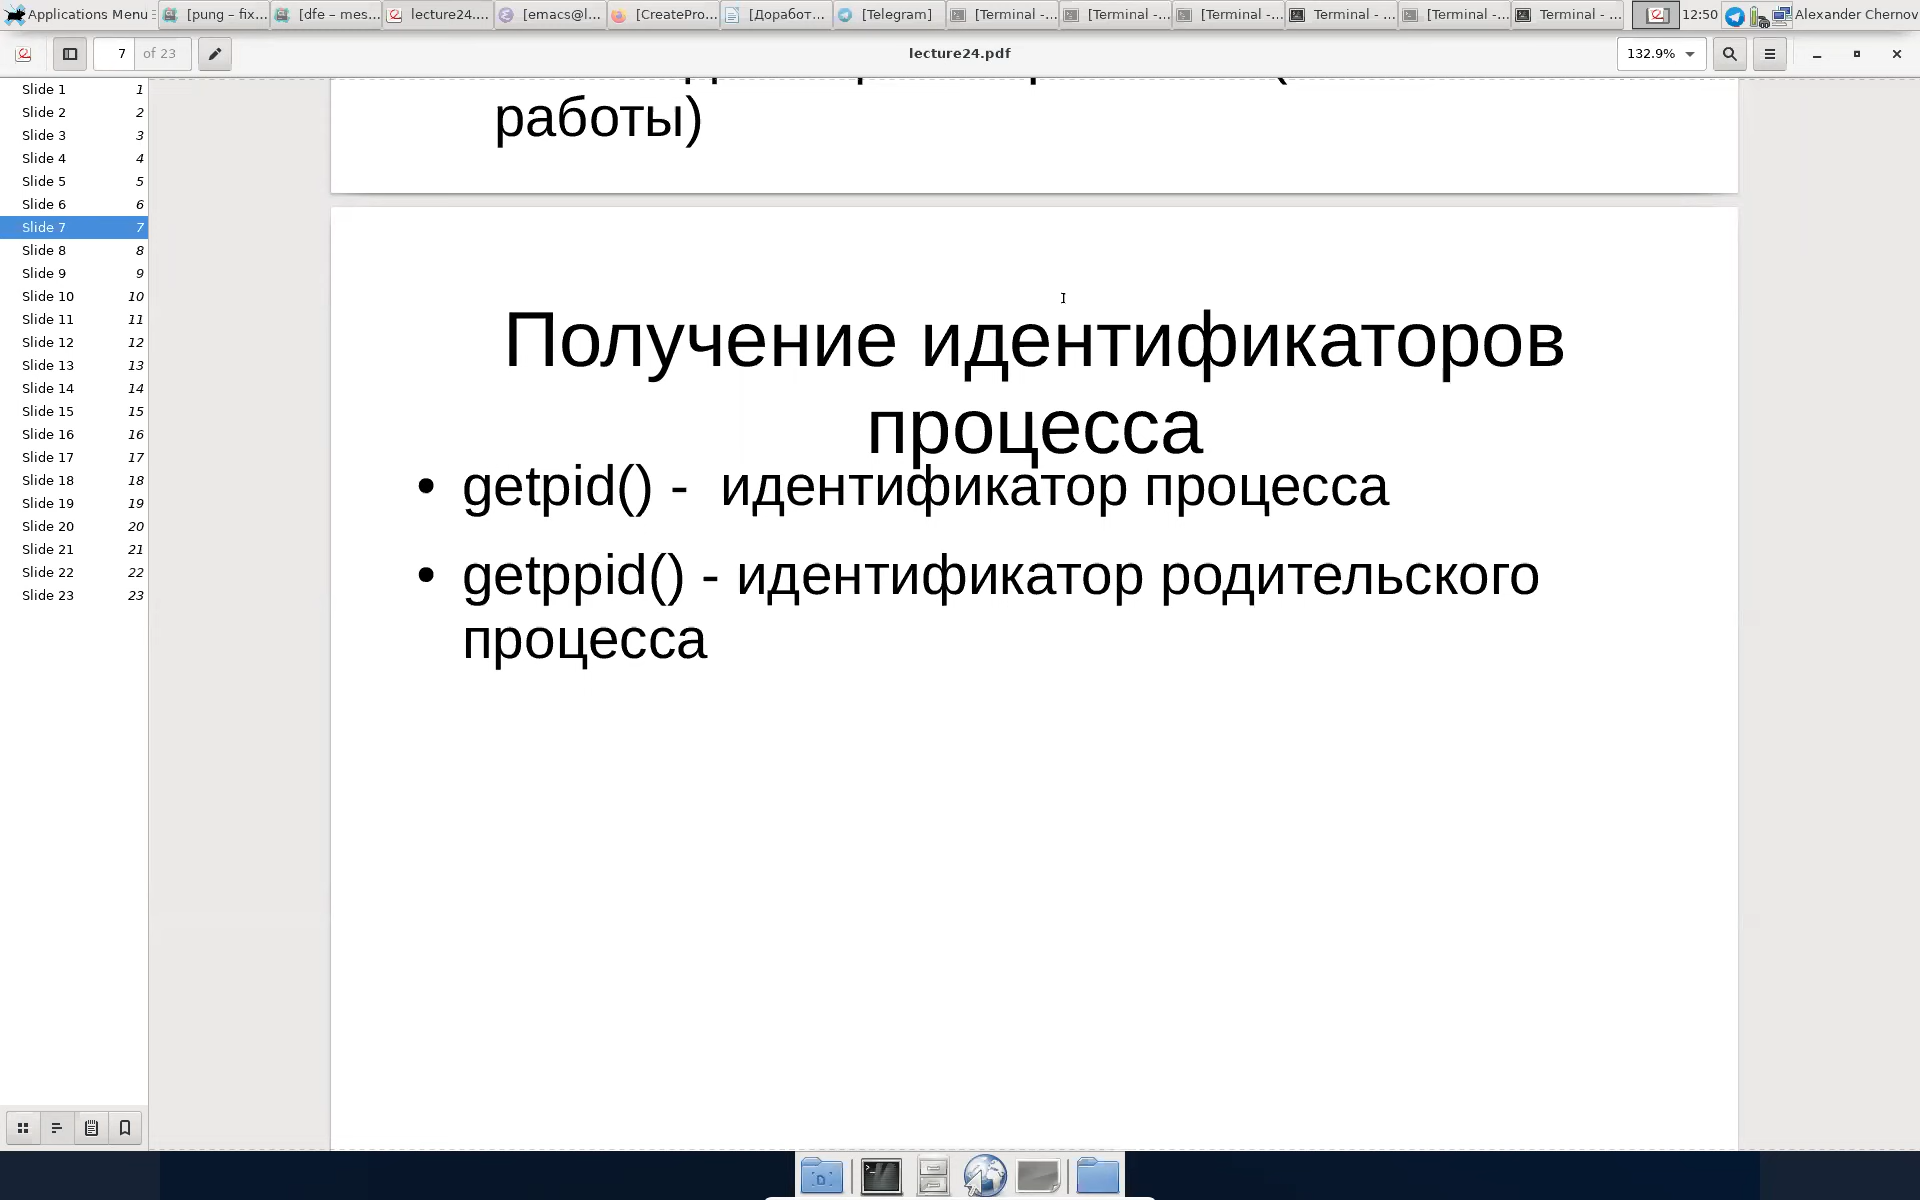 Applications Menu [pung – fix... [dfe – mes... lecture24.... [emacs@l... [CreatePro... [Доработ... [Telegram] [Terminal -... [Terminal -... [Terminal -... Terminal - ... [Terminal -... Terminal - ... 12:50 Alexander Chernov
7 of 23 lecture24.pdf 132.9%
Slide 1 1
Slide 2 2
Slide 3 3
Slide 4 4
Slide 5 5
Slide 6 6
Slide 7 7
Slide 8 8
Slide 9 9
Slide 10 10
Slide 11 11
Slide 12 12
Slide 13 13
Slide 14 14
Slide 15 15
Slide 16 16
Slide 17 17
Slide 18 18
Slide 19 19
Slide 20 20
Slide 21 21
Slide 22 22
Slide 23 23
работы)
Получение идентификаторов
процесса
• getpid() - идентификатор процесса
• getppid() - идентификатор родительского
процесса